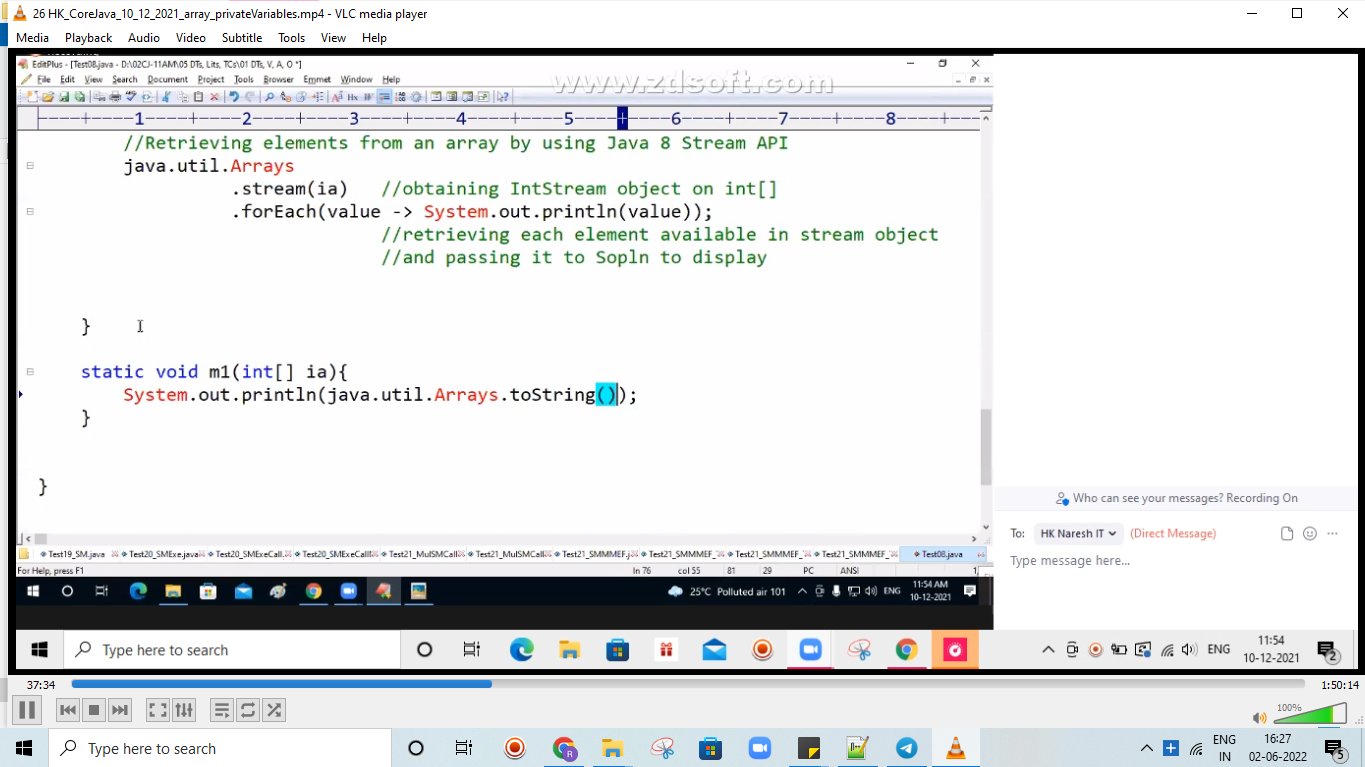 26 HK_CoreJava_10_12_2021_array_privateVariables.mp4 - VLC media player
Media Playback Audio Video Subtitle Tools View Help
EditPlus - [Test08.java - D:\02CJ-11AM\05 DTs, Lits, TCs\01 DTs, V, A, O *]
www.zdsoft.com
File Edit View Search Document Project Tools Browser Emmet Window Help
----+----1----+----2----+----3----+----4----+----5----+----6----+----7----+----8----+---
//Retrieving elements from an array by using Java 8 Stream API
java.util.Arrays
.stream(ia) //obtaining IntStream object on int[]
.forEach(value -> System.out.println(value));
//retrieving each element available in stream object
//and passing it to Sopln to display
}
static void m1(int[] ia){
System.out.println(java.util.Arrays.toString());
}
}
Test19_SM.java Test20_SMExe.java Test20_SMExeCall. Test20_SMExeCall Test21_MulSMCall Test21_MulSMCall Test21_SMMMEF.j Test21_SMMMEF_ Test21_SMMMEF_ Test21_SMMMEF_ Test08.java
For Help, press F1 ln 76 col 55 81 29 PC ANSI
25°C Polluted air 101 ENG 11:54 AM
10-12-2021
Who can see your messages? Recording On
To: HK Naresh IT (Direct Message)
Type message here...
Type here to search ENG 11:54
10-12-2021 2
37:34 1:50:14
100%
Type here to search ENG IN 16:27
02-06-2022 5